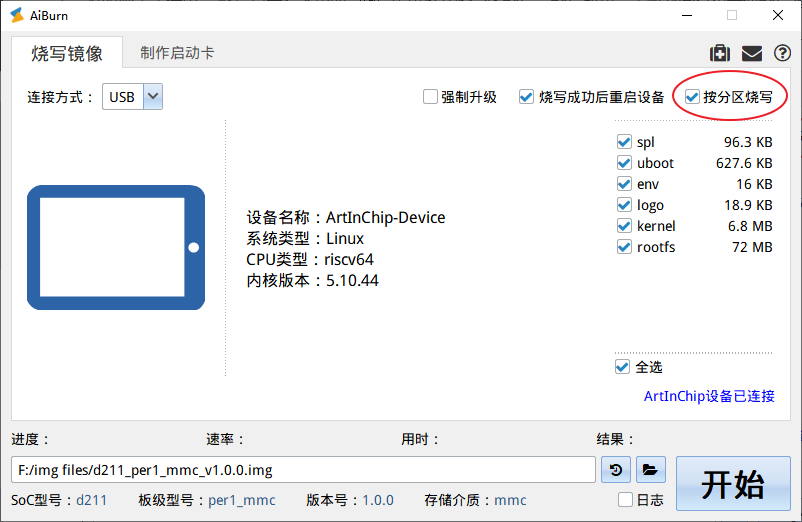 AiBurn
烧写镜像 制作启动卡
连接方式： USB 强制升级 烧写成功后重启设备 按分区烧写
spl 96.3 KB
uboot 627.6 KB
env 16 KB
logo 18.9 KB
kernel 6.8 MB
rootfs 72 MB
设备名称：ArtInChip-Device
系统类型：Linux
CPU类型：riscv64
内核版本：5.10.44
全选
ArtInChip设备已连接
进度： 速率： 用时： 结果：
F:/img files/d211_per1_mmc_v1.0.0.img
开始
SoC型号：d211 板级型号：per1_mmc 版本号：1.0.0 存储介质：mmc 日志